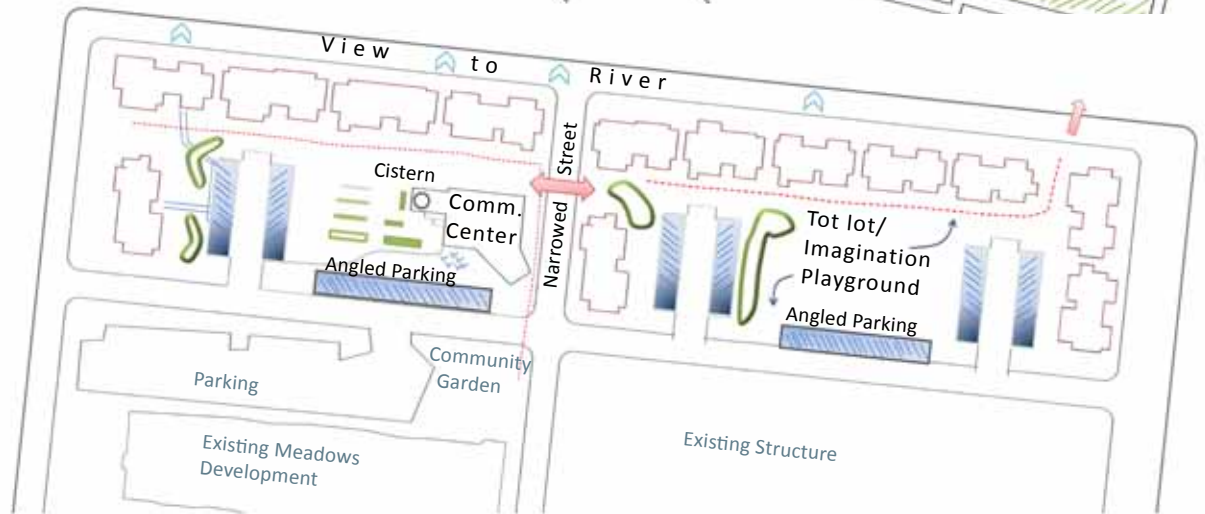 View to River
Narrowed Street
Cistern
Comm.
Center
Angled Parking
Tot lot/
Imagination
Playground
Angled Parking
Community
Garden
Parking
Existing Meadows
Development
Existing Structure